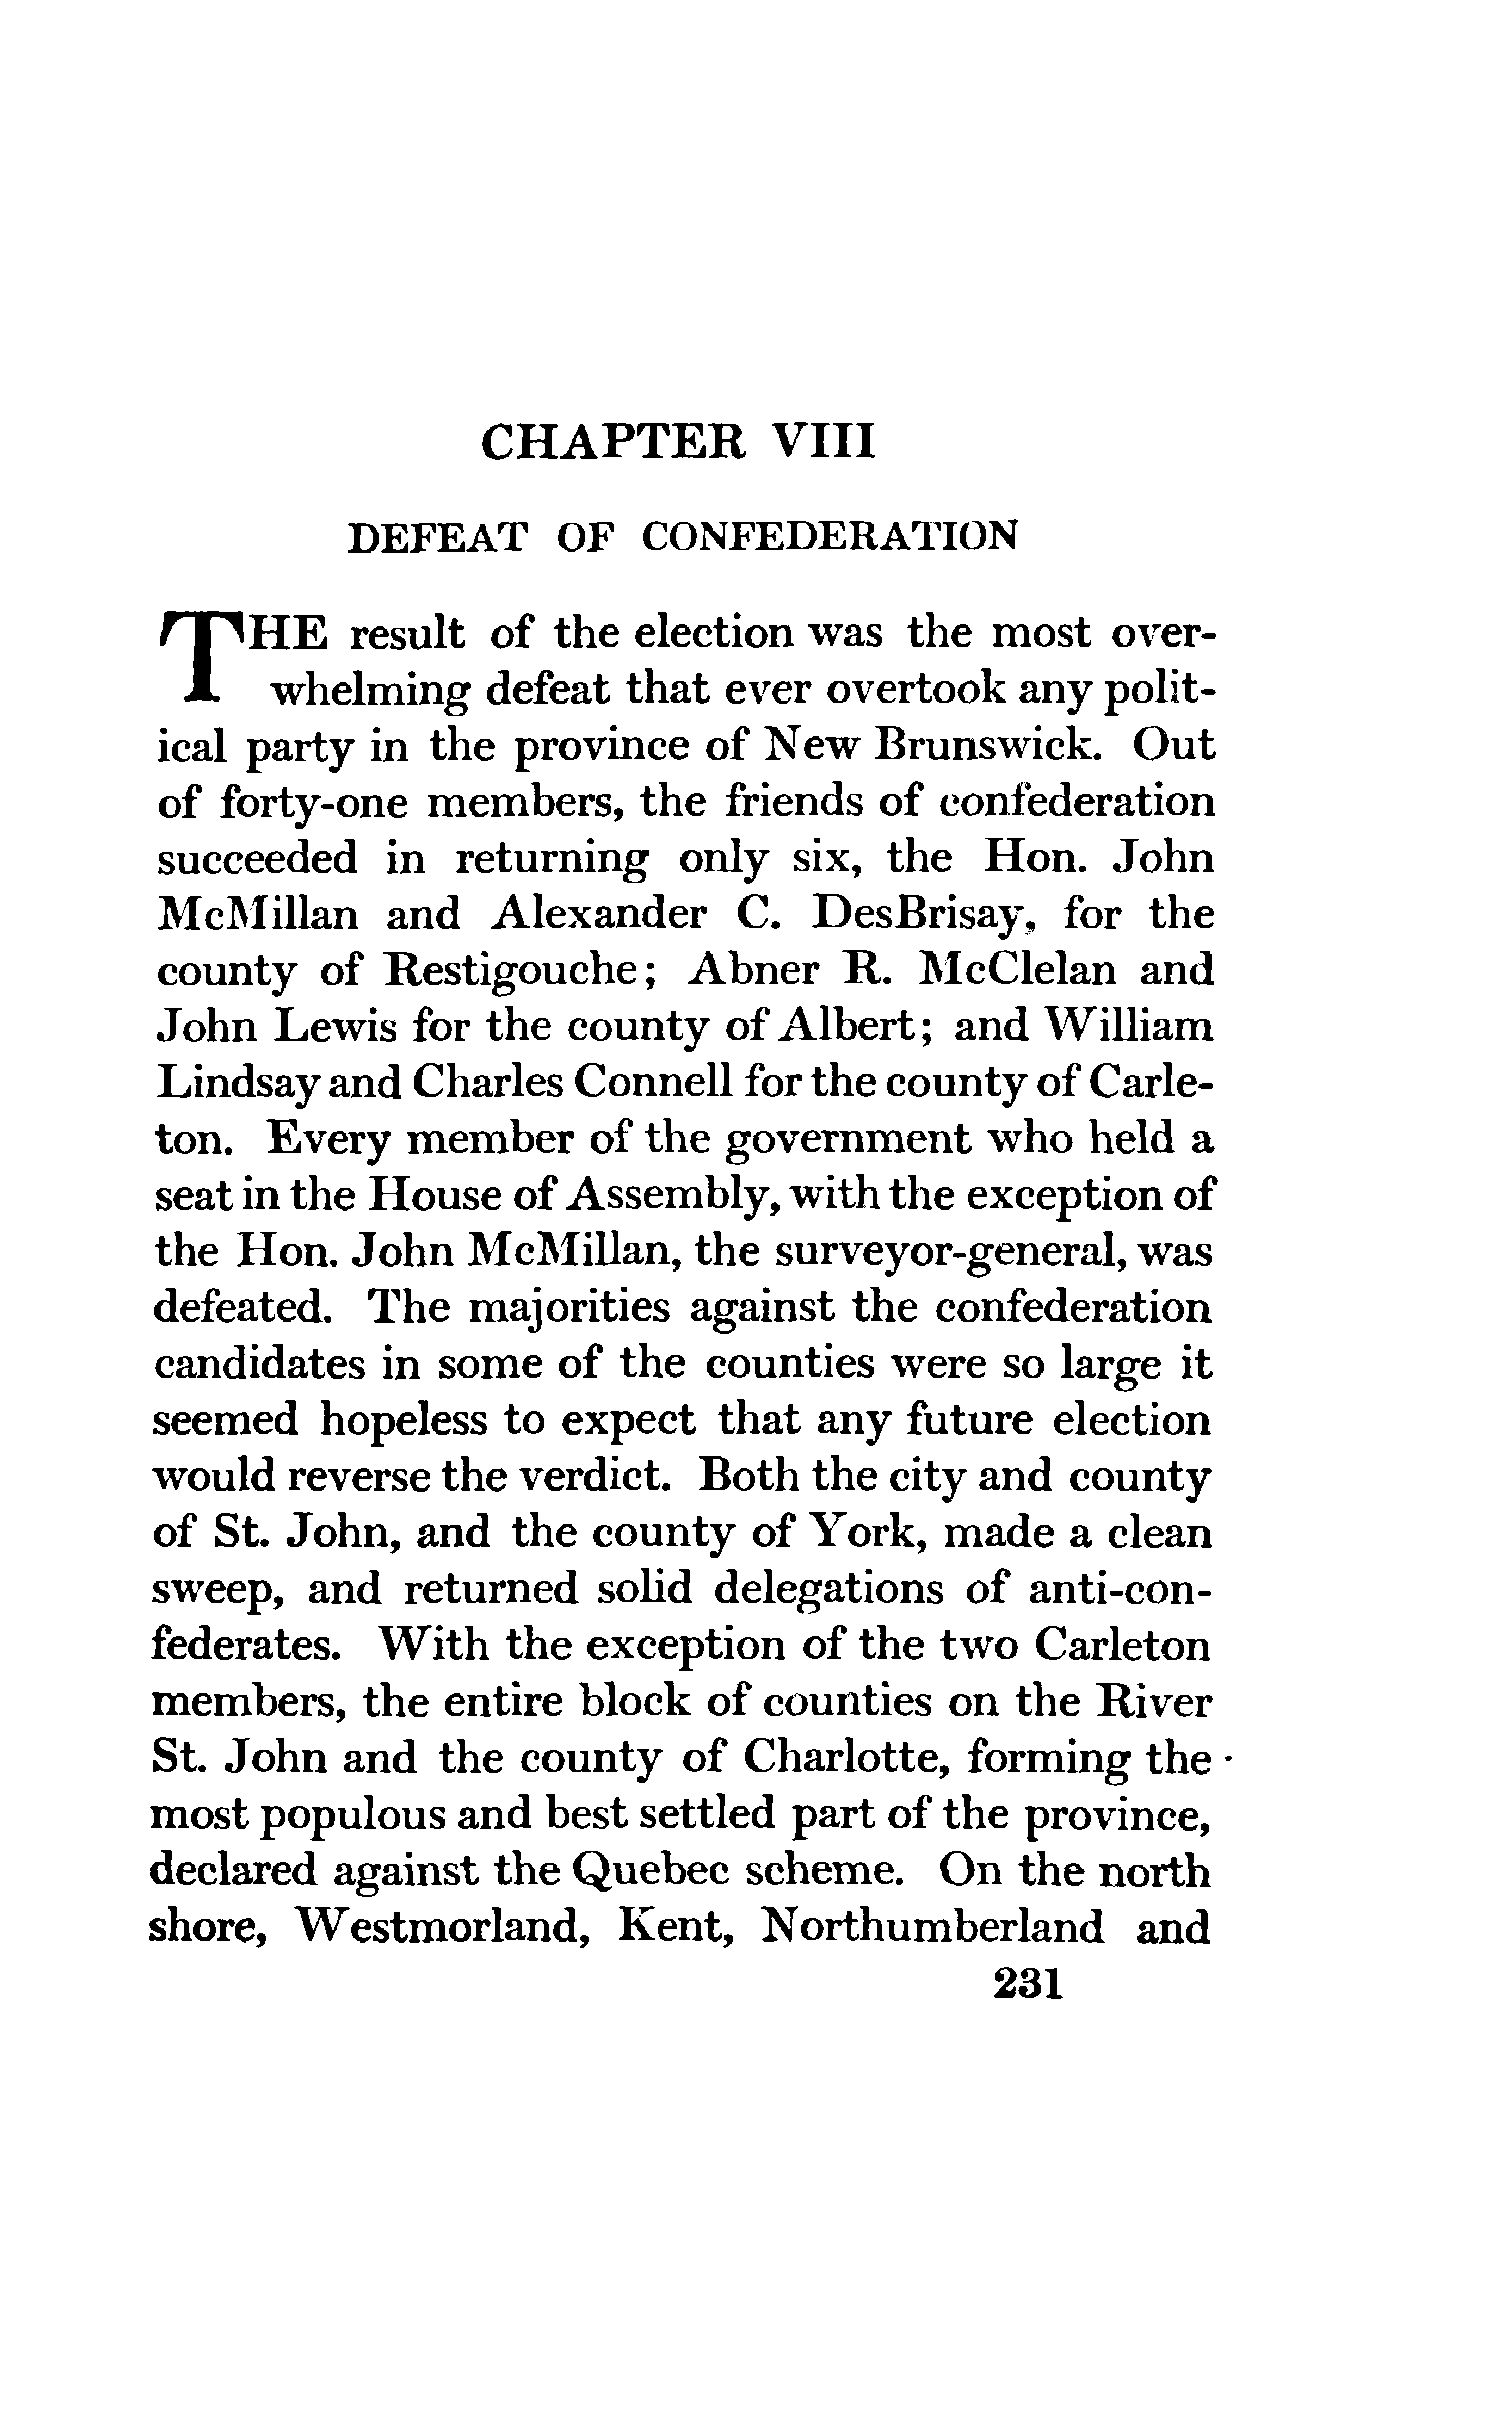 CHAPTER VIII
DEFEAT OF CONFEDERATION
THE result of the election was the most over-
whelming defeat that ever overtook any polit-
ical party in the province of New Brunswick. Out
of forty-one members, the friends of confederation
succeeded in returning only six, the Hon. John
McMillan and Alexander C. DesBrisay, for the
county of Restigouche; Abner R. McClelan and
John Lewis for the county of Albert; and William
Lindsay and Charles Connell for the county of Carle-
ton. Every member of the government who held a
seat in the House of Assembly, with the exception of
the Hon. John McMillan, the surveyor-general, was
defeated. The majorities against the confederation
candidates in some of the counties were so large it
seemed hopeless to expect that any future election
would reverse the verdict. Both the city and county
of St. John, and the county of York, made a clean
sweep, and returned solid delegations of anti-con-
federates. With the exception of the two Carleton
members, the entire block of counties on the River
St. John and the county of Charlotte, forming the
most populous and best settled part of the province,
declared against the Quebec scheme. On the north
shore, Westmorland, Kent, Northumberland and
231